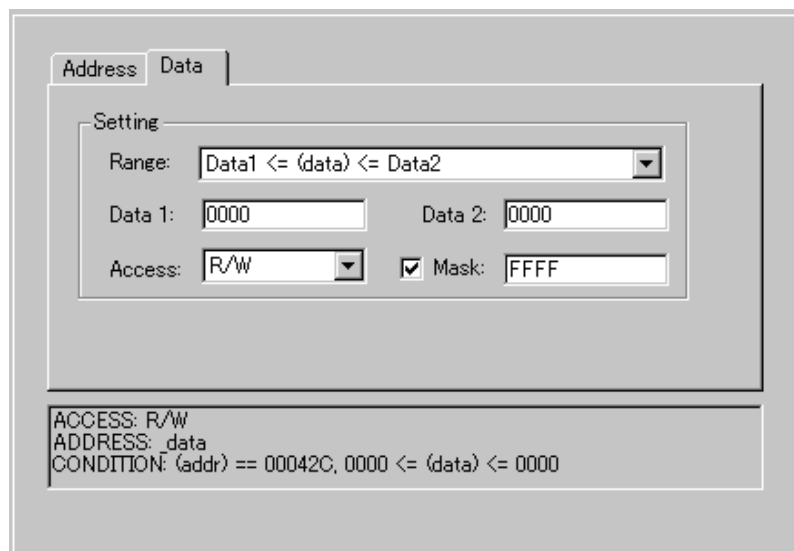 Address Data
Setting
Range: Data1 <= (data) <= Data2
Data 1: 0000 Data 2: 0000
Access: R/W Mask: FFFF
ACCESS: R/W
ADDRESS: _data
CONDITION: (addr) == 00042C, 0000 <= (data) <= 0000